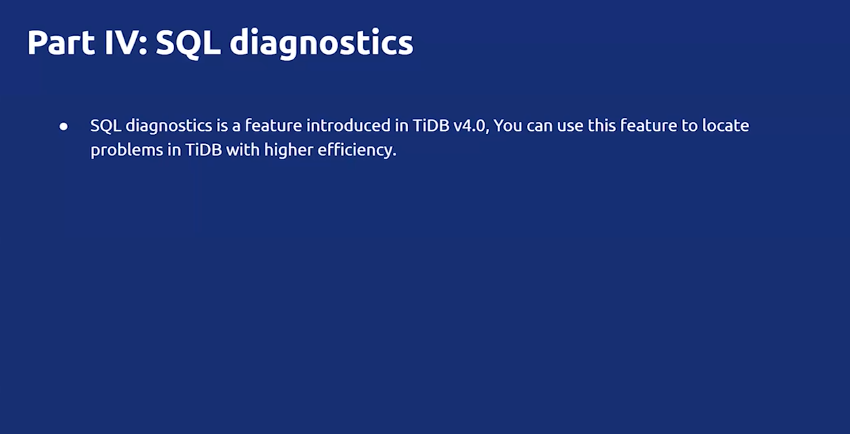 Part IV: SQL diagnostics
● SQL diagnostics is a feature introduced in TiDB v4.0, You can use this feature to locate
problems in TiDB with higher efficiency.